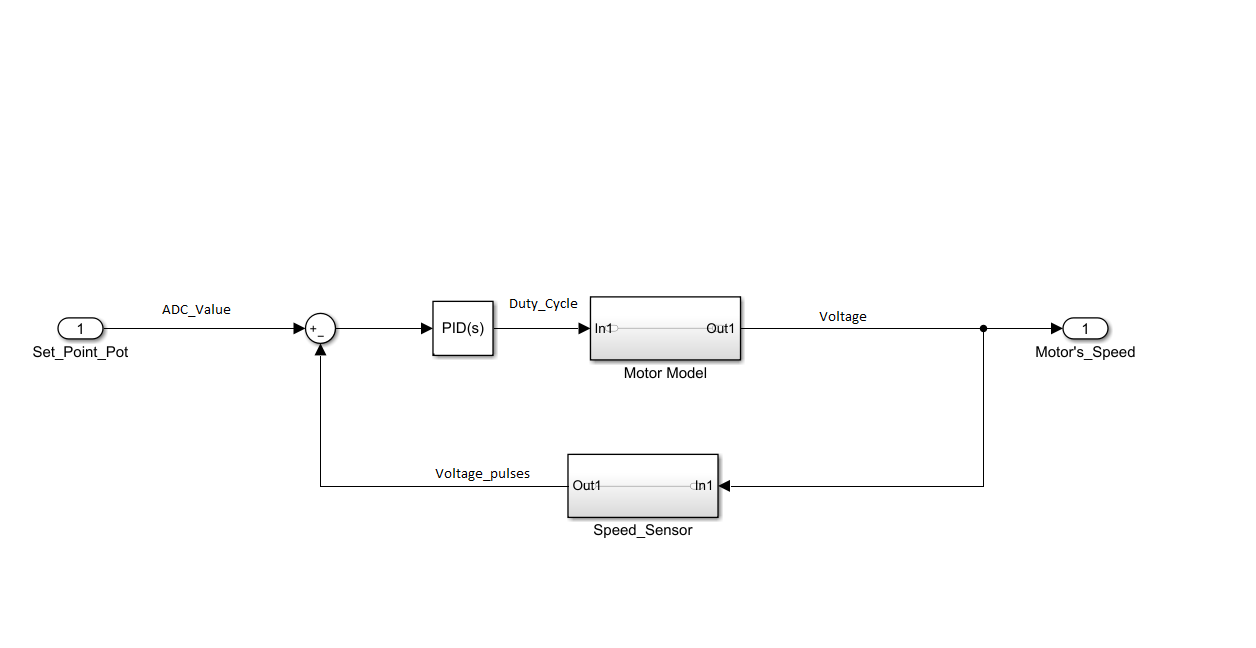 ADC_Value
1
Set_Point_Pot
+
−
PID(s)
Duty_Cycle
In1
Out1
Motor Model
Voltage
1
Motor's_Speed
Voltage_pulses
Out1
In1
Speed_Sensor